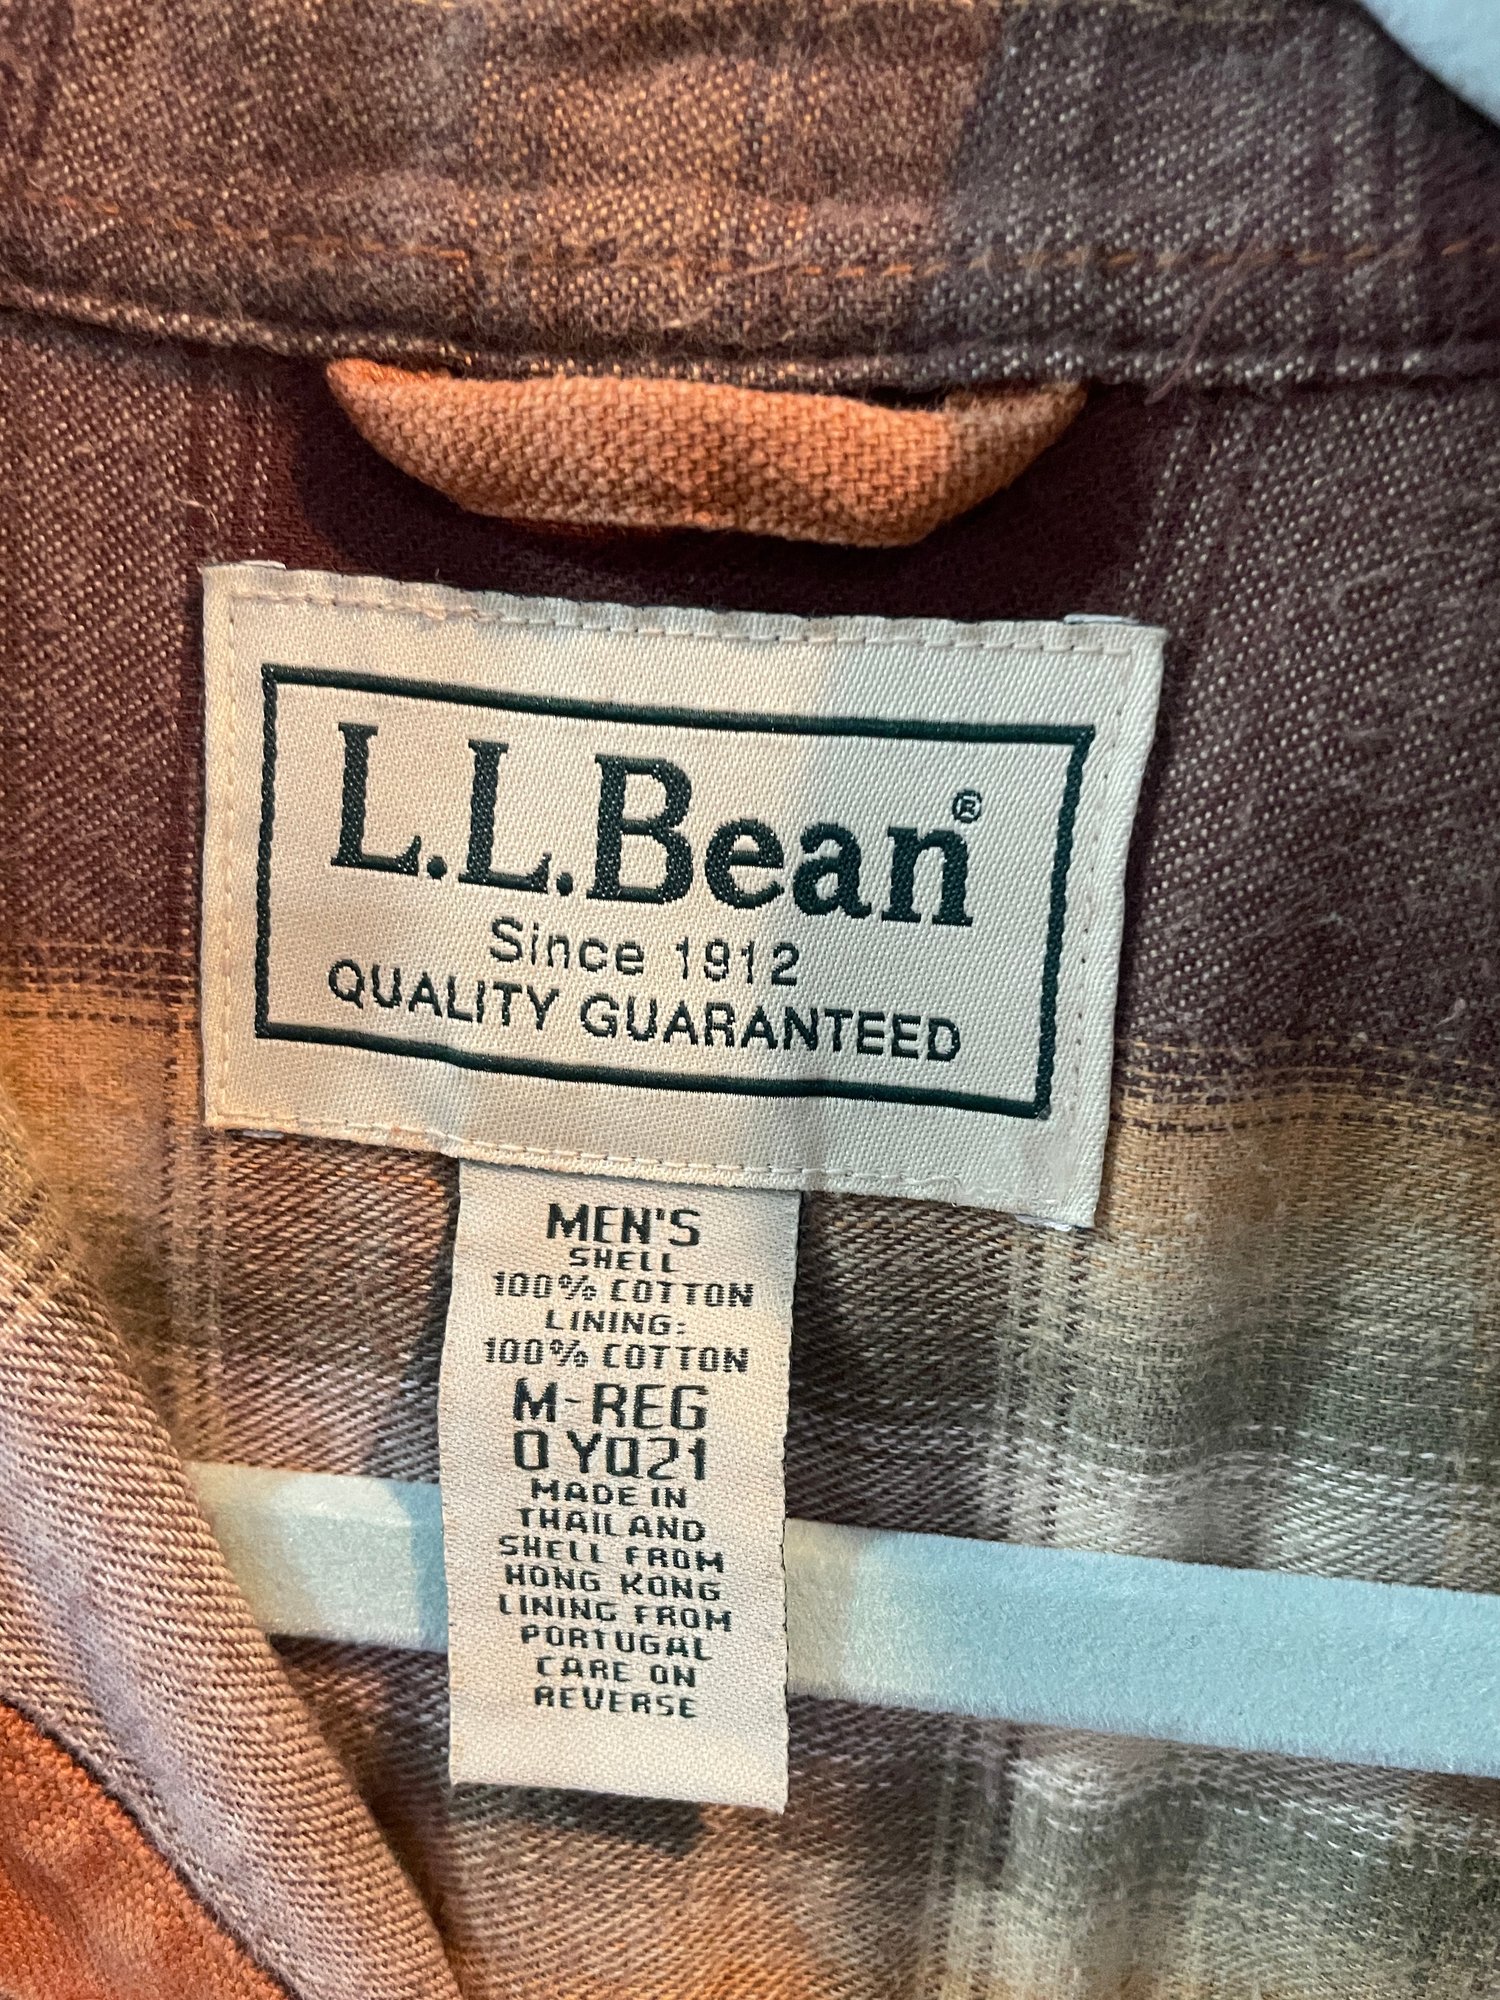 L.L.Bean®
Since 1912
QUALITY GUARANTEED
MEN'S
SHELL
100% COTTON
LINING:
100% COTTON
M-REG
0 YQ21
MADE IN
THAILAND
SHELL FROM
HONG KONG
LINING FROM
PORTUGAL
CARE ON
REVERSE